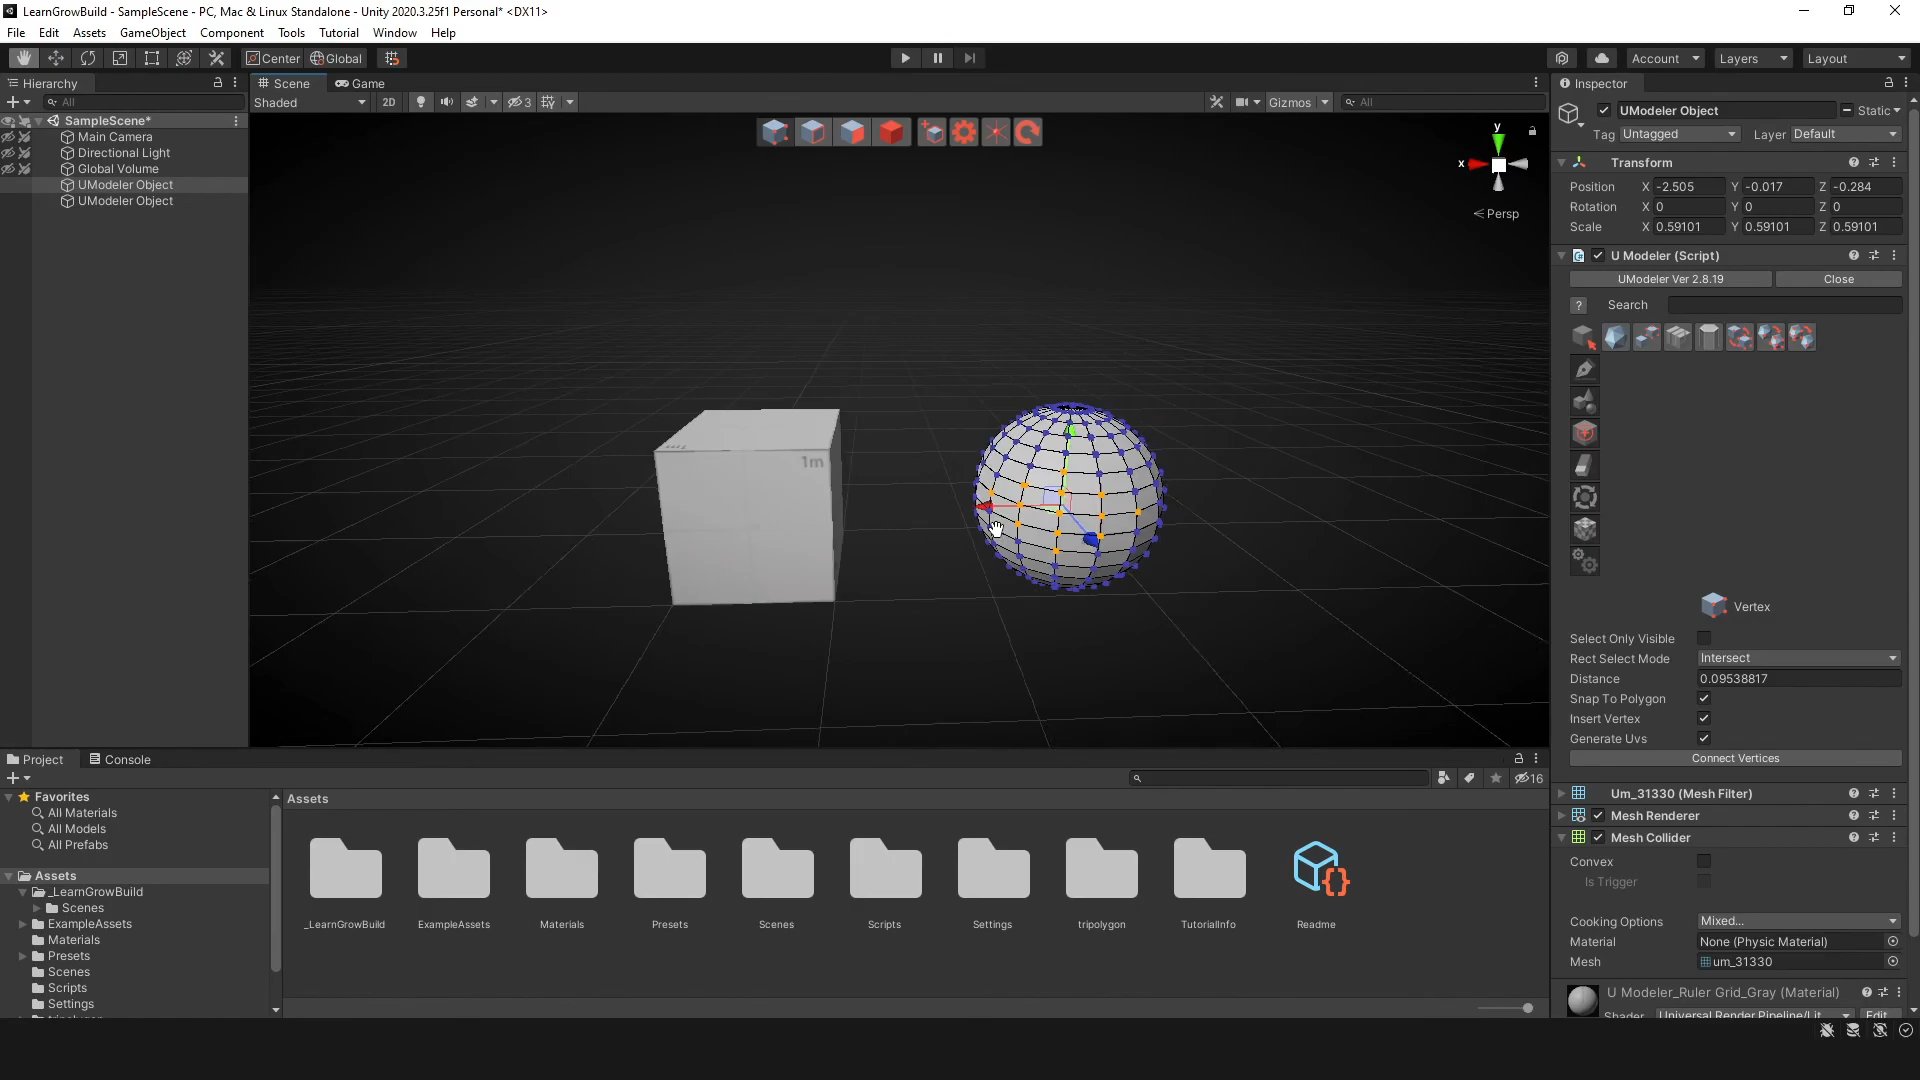 LearnGrowBuild - SampleScene - PC, Mac & Linux Standalone - Unity 2020.3.25f1 Personal* <DX11>
File Edit Assets GameObject Component Tools Tutorial Window Help
Center Global Account Layers Layout
Hierarchy
All
SampleScene*
Main Camera
Directional Light
Global Volume
UModeler Object
UModeler Object
Scene Game
Shaded 2D 3 Gizmos All
y
x
Persp
1m
Inspector
UModeler Object Static
Tag Untagged Layer Default
Transform
Position X -2.505 Y -0.017 Z -0.284
Rotation X 0 Y 0 Z 0
Scale X 0.59101 Y 0.59101 Z 0.59101
U Modeler (Script)
UModeler Ver 2.8.19 Close
? Search
Vertex
Select Only Visible
Rect Select Mode Intersect
Distance 0.09538817
Snap To Polygon
Insert Vertex
Generate Uvs
Connect Vertices
Um_31330 (Mesh Filter)
Mesh Renderer
Mesh Collider
Convex
Is Trigger
Cooking Options Mixed...
Material None (Physic Material)
Mesh um_31330
U Modeler_Ruler Grid_Gray (Material)
Shader Universal Render Pipeline/Lit Edit...
Project Console
16
Favorites
All Materials
All Models
All Prefabs
Assets
_LearnGrowBuild
Scenes
ExampleAssets
Materials
Presets
Scenes
Scripts
Settings
Assets
_LearnGrowBuild ExampleAssets Materials Presets Scenes Scripts Settings tripolygon TutorialInfo Readme